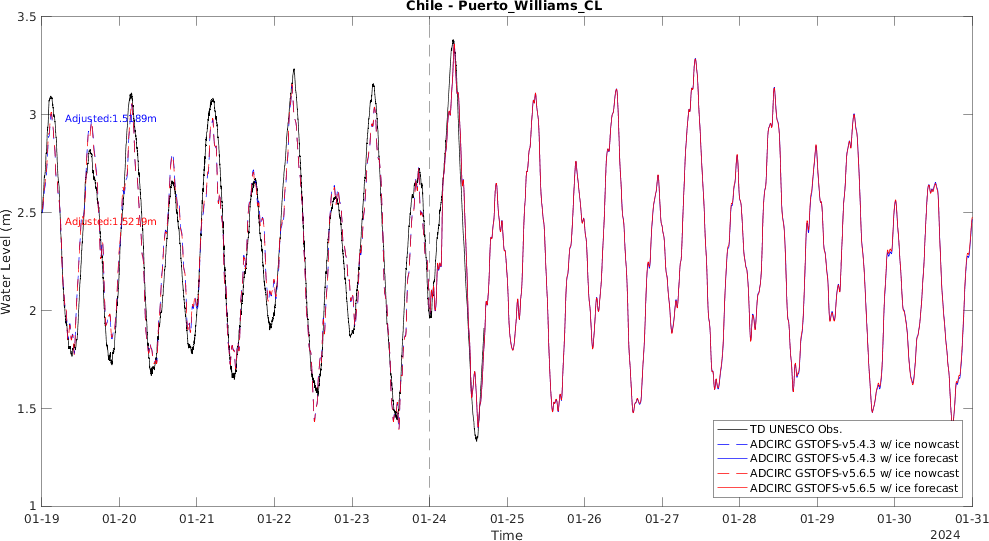 Chile - Puerto_Williams_CL
3.5
3
2.5
2
1.5
1
Water Level (m)
Adjusted:1.5189m
Adjusted:1.5219m
TD UNESCO Obs.
ADCIRC GSTOFS-v5.4.3 w/ ice nowcast
ADCIRC GSTOFS-v5.4.3 w/ ice forecast
ADCIRC GSTOFS-v5.6.5 w/ ice nowcast
ADCIRC GSTOFS-v5.6.5 w/ ice forecast
01-19 01-20 01-21 01-22 01-23 01-24 01-25 01-26 01-27 01-28 01-29 01-30 01-31
Time
2024